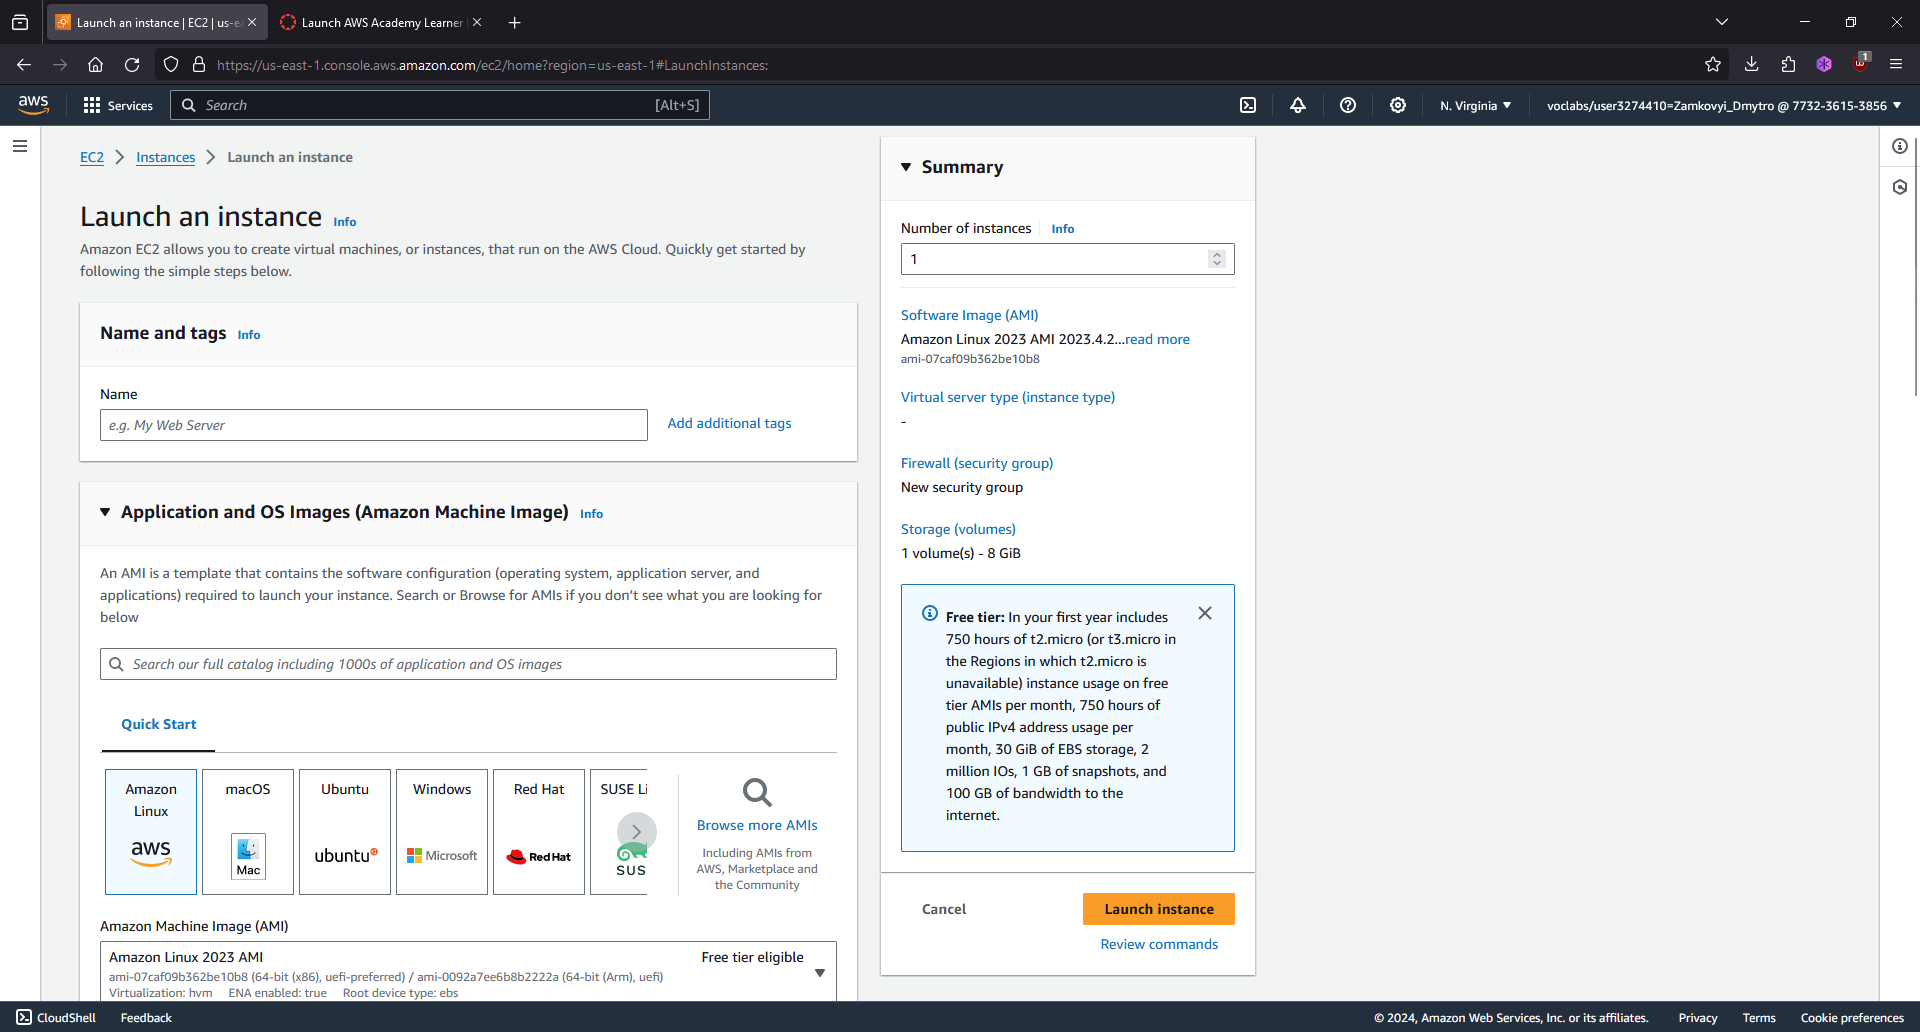 Launch an instance | EC2 | us-ea
Launch AWS Academy Learner
https://us-east-1.console.aws.amazon.com/ec2/home?region=us-east-1#LaunchInstances:
1
aws
Services
Search
[Alt+S]
N. Virginia
voclabs/user3274410=Zamkovyi_Dmytro @ 7732-3615-3856
EC2
Instances
Launch an instance
Launch an instance
Info
Amazon EC2 allows you to create virtual machines, or instances, that run on the AWS Cloud. Quickly get started by
following the simple steps below.
Name and tags
Info
Name
e.g. My Web Server
Add additional tags
Application and OS Images (Amazon Machine Image)
Info
An AMI is a template that contains the software configuration (operating system, application server, and
applications) required to launch your instance. Search or Browse for AMIs if you don't see what you are looking for
below
Search our full catalog including 1000s of application and OS images
Quick Start
Amazon
Linux
aws
macOS
Mac
Ubuntu
ubuntu
Windows
Microsoft
Red Hat
Red Hat
SUSE Li
SUS
Browse more AMIs
Including AMIs from
AWS, Marketplace and
the Community
Amazon Machine Image (AMI)
Amazon Linux 2023 AMI
Free tier eligible
ami-07caf09b362be10b8 (64-bit (x86), uefi-preferred) / ami-0092a7ee6b8b2222a (64-bit (Arm), uefi)
Virtualization: hvm ENA enabled: true Root device type: ebs
Summary
Number of instances
Info
1
Software Image (AMI)
Amazon Linux 2023 AMI 2023.4.2...read more
ami-07caf09b362be10b8
Virtual server type (instance type)
-
Firewall (security group)
New security group
Storage (volumes)
1 volume(s) - 8 GiB
Free tier: In your first year includes
750 hours of t2.micro (or t3.micro in
the Regions in which t2.micro is
unavailable) instance usage on free
tier AMIs per month, 750 hours of
public IPv4 address usage per
month, 30 GiB of EBS storage, 2
million IOs, 1 GB of snapshots, and
100 GB of bandwidth to the
internet.
Cancel
Launch instance
Review commands
CloudShell
Feedback
© 2024, Amazon Web Services, Inc. or its affiliates.
Privacy
Terms
Cookie preferences